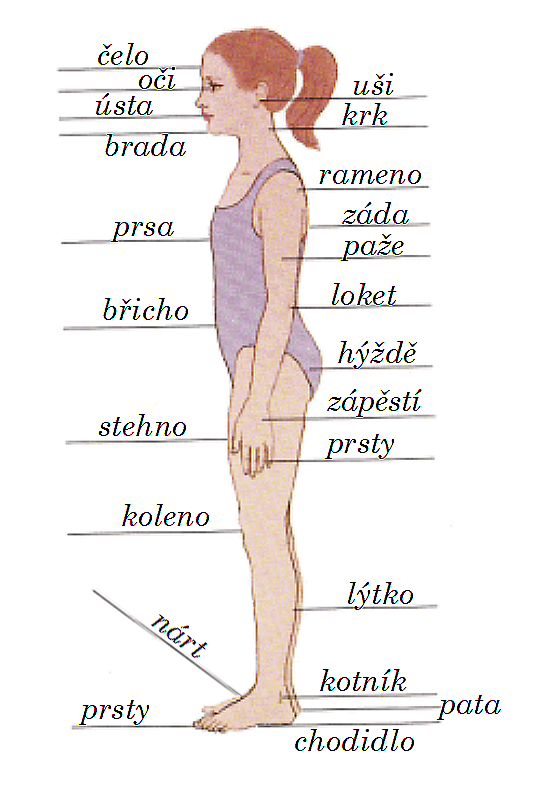 čelo
oči
uši
ústa
krk
brada
rameno
záda
prsa
paže
loket
břicho
hýždě
zápěstí
stehno
prsty
koleno
lýtko
nárt
kotník
pata
prsty
chodidlo